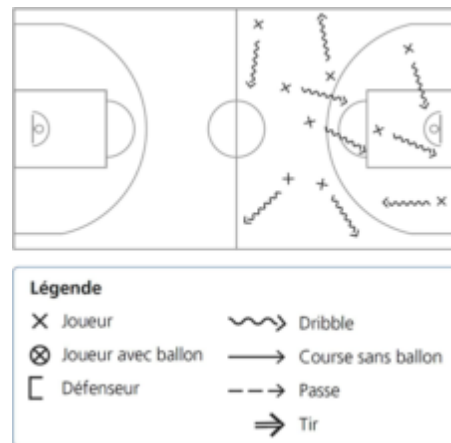 Légende
Joueur
Dribble
Joueur avec ballon
Course sans ballon
Défenseur
Passe
Tir